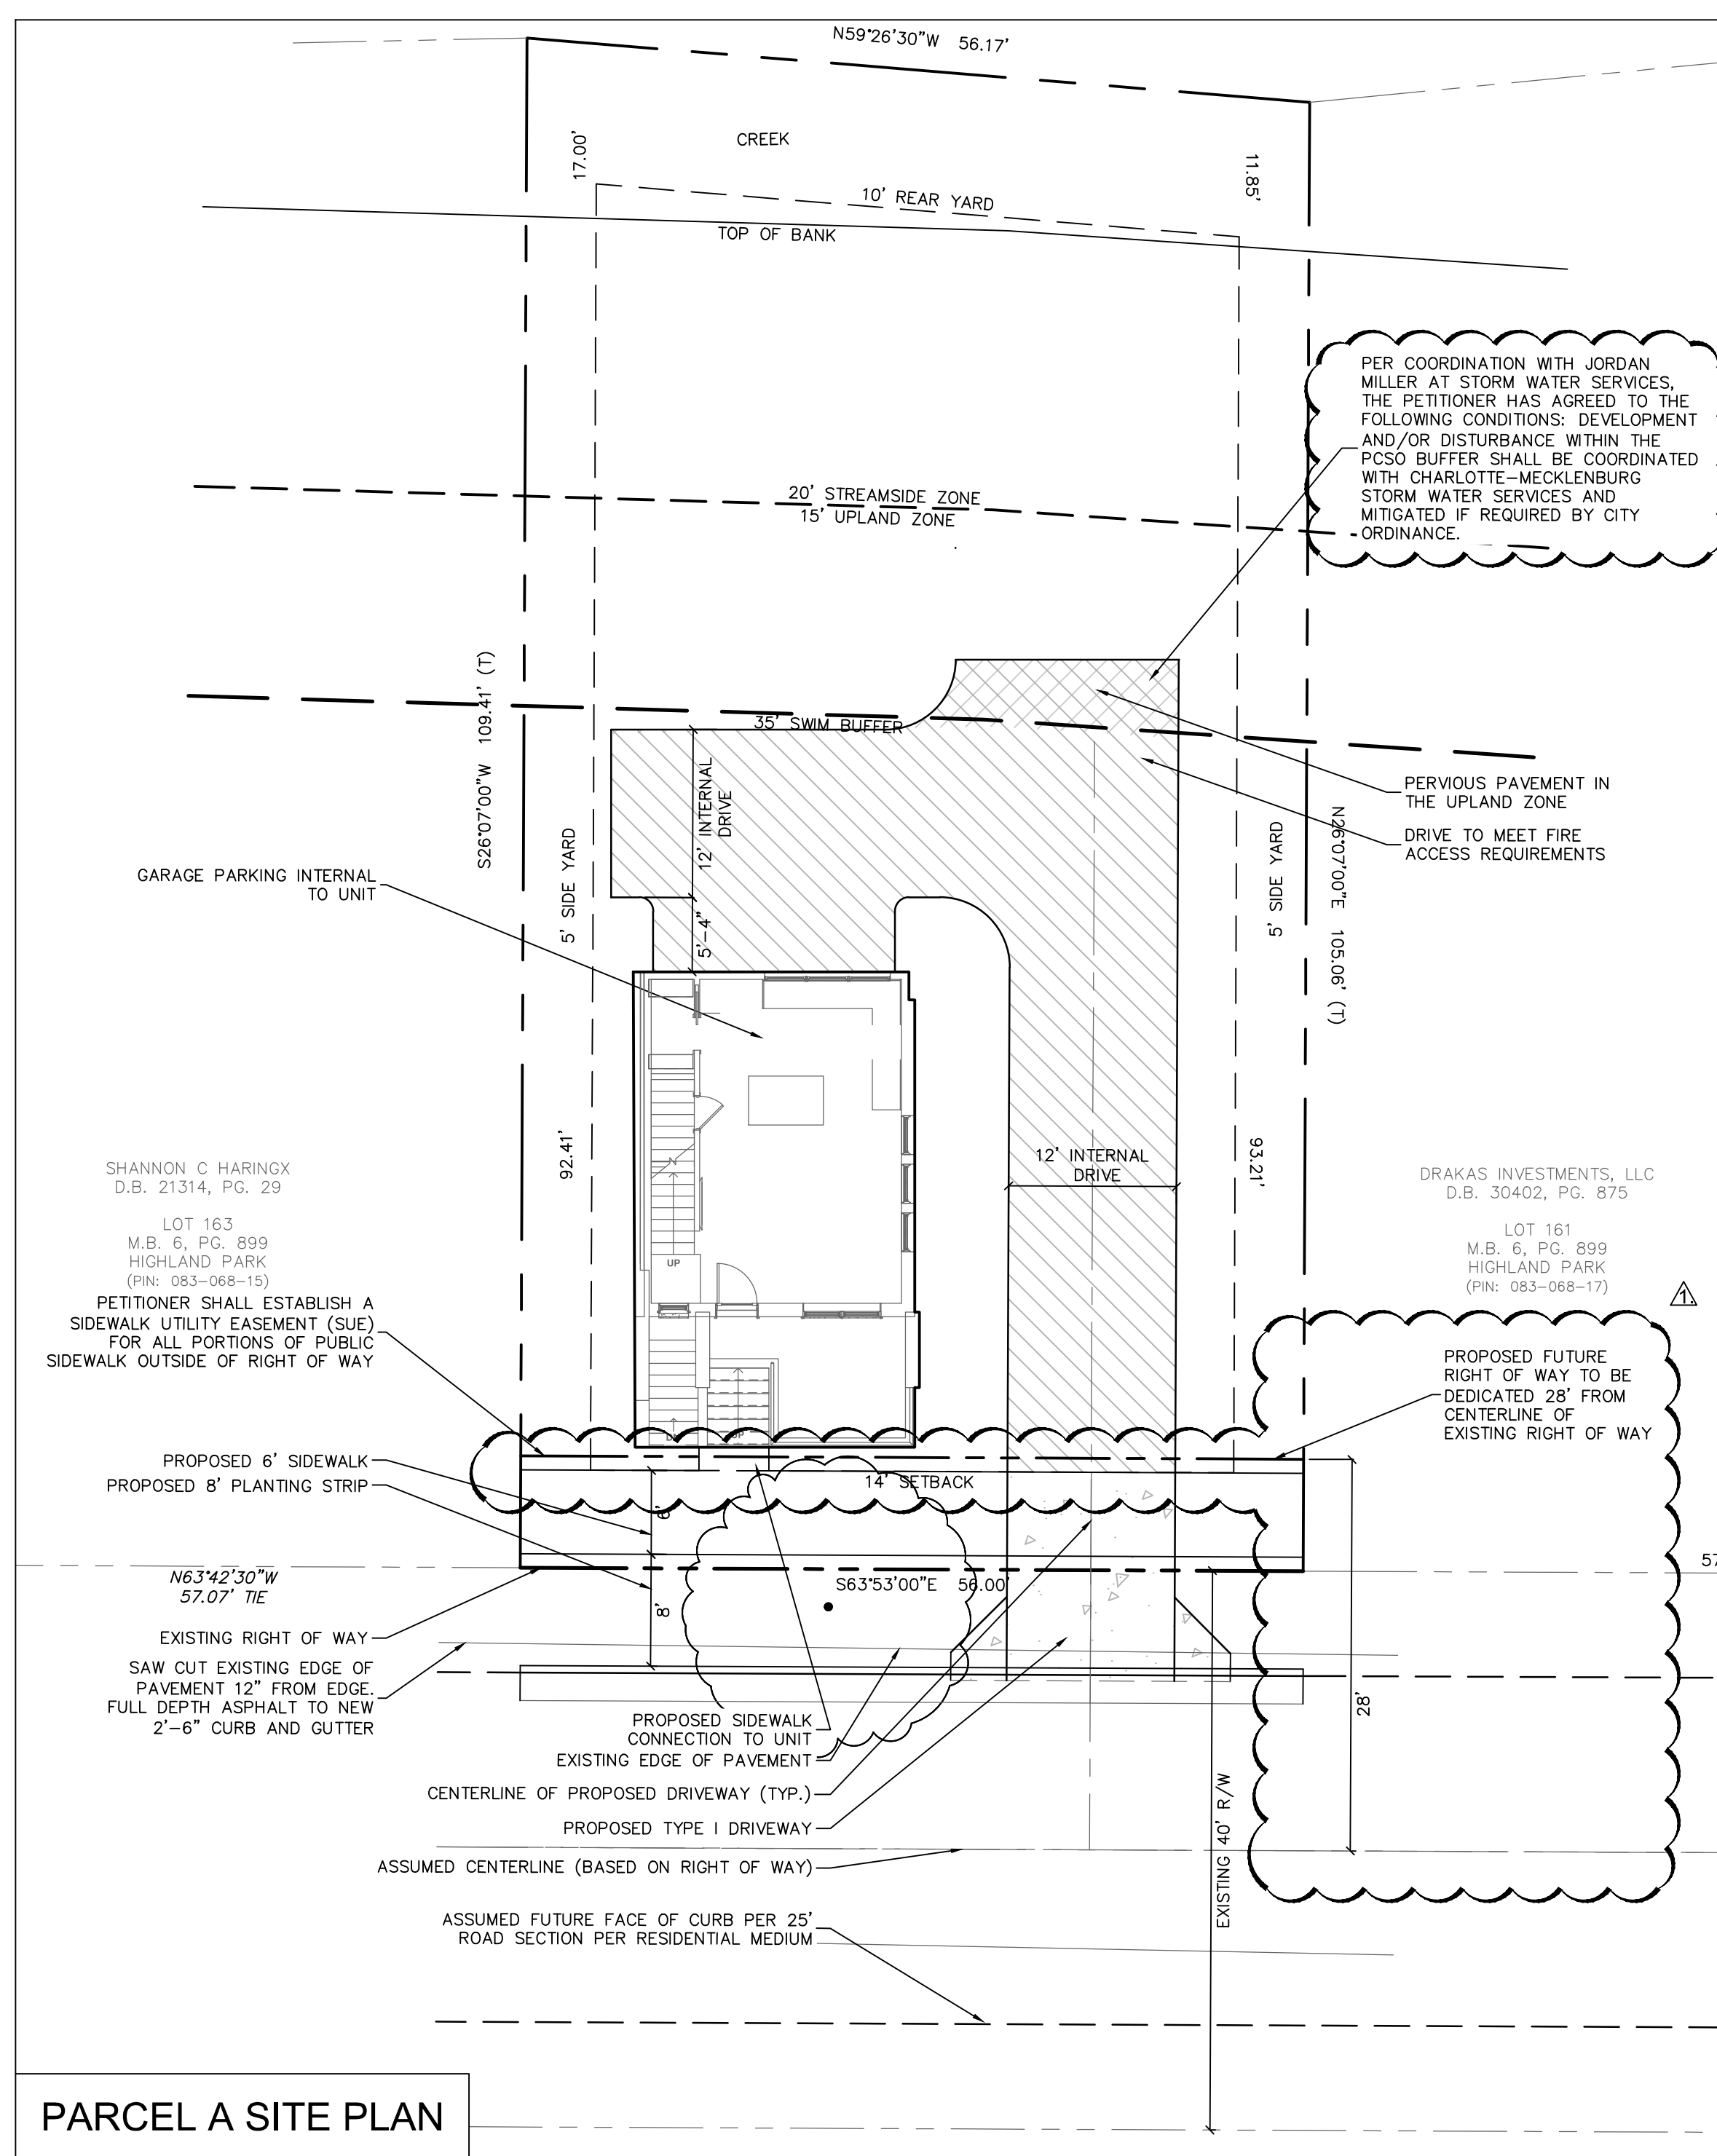 N59°26'30"W 56.17'
17.00'
CREEK
11.85'
10' REAR YARD
TOP OF BANK
PER COORDINATION WITH JORDAN
MILLER AT STORM WATER SERVICES,
THE PETITIONER HAS AGREED TO THE
FOLLOWING CONDITIONS: DEVELOPMENT
AND/OR DISTURBANCE WITHIN THE
PCSO BUFFER SHALL BE COORDINATED
WITH CHARLOTTE-MECKLENBURG
STORM WATER SERVICES AND
MITIGATED IF REQUIRED BY CITY
ORDINANCE.
20' STREAMSIDE ZONE
15' UPLAND ZONE
S26°07'00"W 109.41' (T)
35' SWIM BUFFER
12' INTERNAL
DRIVE
PERVIOUS PAVEMENT IN
THE UPLAND ZONE
DRIVE TO MEET FIRE
ACCESS REQUIREMENTS
N26°07'00"E 105.06' (T)
5' SIDE YARD
5' SIDE YARD
GARAGE PARKING INTERNAL
TO UNIT
5'-4"
92.41'
93.21'
12' INTERNAL
DRIVE
SHANNON C HARINGX
D.B. 21314, PG. 29
LOT 163
M.B. 6, PG. 899
HIGHLAND PARK
(PIN: 083-068-15)
DRAKAS INVESTMENTS, LLC
D.B. 30402, PG. 875
LOT 161
M.B. 6, PG. 899
HIGHLAND PARK
(PIN: 083-068-17)
N
UP
1.
PETITIONER SHALL ESTABLISH A
SIDEWALK UTILITY EASEMENT (SUE)
FOR ALL PORTIONS OF PUBLIC
SIDEWALK OUTSIDE OF RIGHT OF WAY
PROPOSED FUTURE
RIGHT OF WAY TO BE
DEDICATED 28' FROM
CENTERLINE OF
EXISTING RIGHT OF WAY
UP
PROPOSED 6' SIDEWALK
PROPOSED 8' PLANTING STRIP
14' SETBACK
6'
57
N63°42'30"W
57.07' TIE
S63°53'00"E 56.00'
8'
EXISTING RIGHT OF WAY
SAW CUT EXISTING EDGE OF
PAVEMENT 12" FROM EDGE.
FULL DEPTH ASPHALT TO NEW
2'-6" CURB AND GUTTER
28'
PROPOSED SIDEWALK
CONNECTION TO UNIT
EXISTING EDGE OF PAVEMENT
CENTERLINE OF PROPOSED DRIVEWAY (TYP.)
PROPOSED TYPE I DRIVEWAY
ASSUMED CENTERLINE (BASED ON RIGHT OF WAY)
EXISTING 40' R/W
ASSUMED FUTURE FACE OF CURB PER 25'
ROAD SECTION PER RESIDENTIAL MEDIUM
PARCEL A SITE PLAN